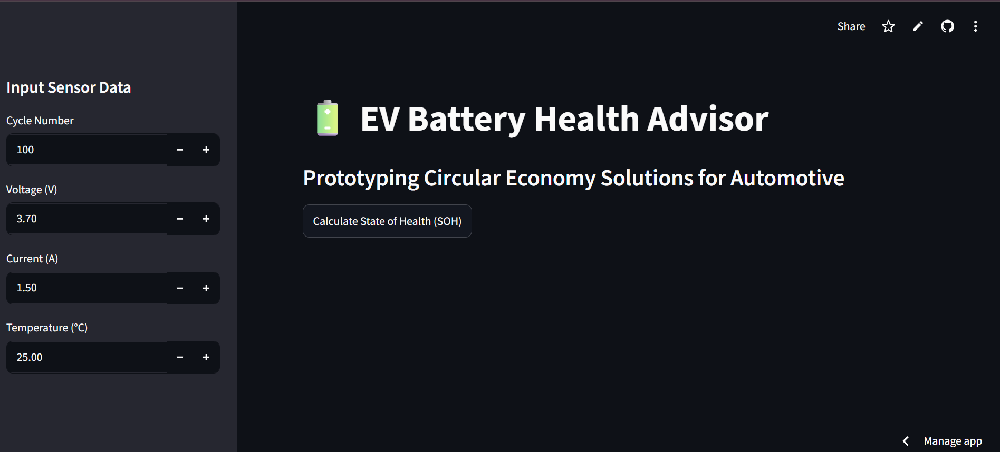 Share
Input Sensor Data
Cycle Number
100
Voltage (V)
3.70
Current (A)
1.50
Temperature (°C)
25.00
EV Battery Health Advisor
Prototyping Circular Economy Solutions for Automotive
Calculate State of Health (SOH)
Manage app